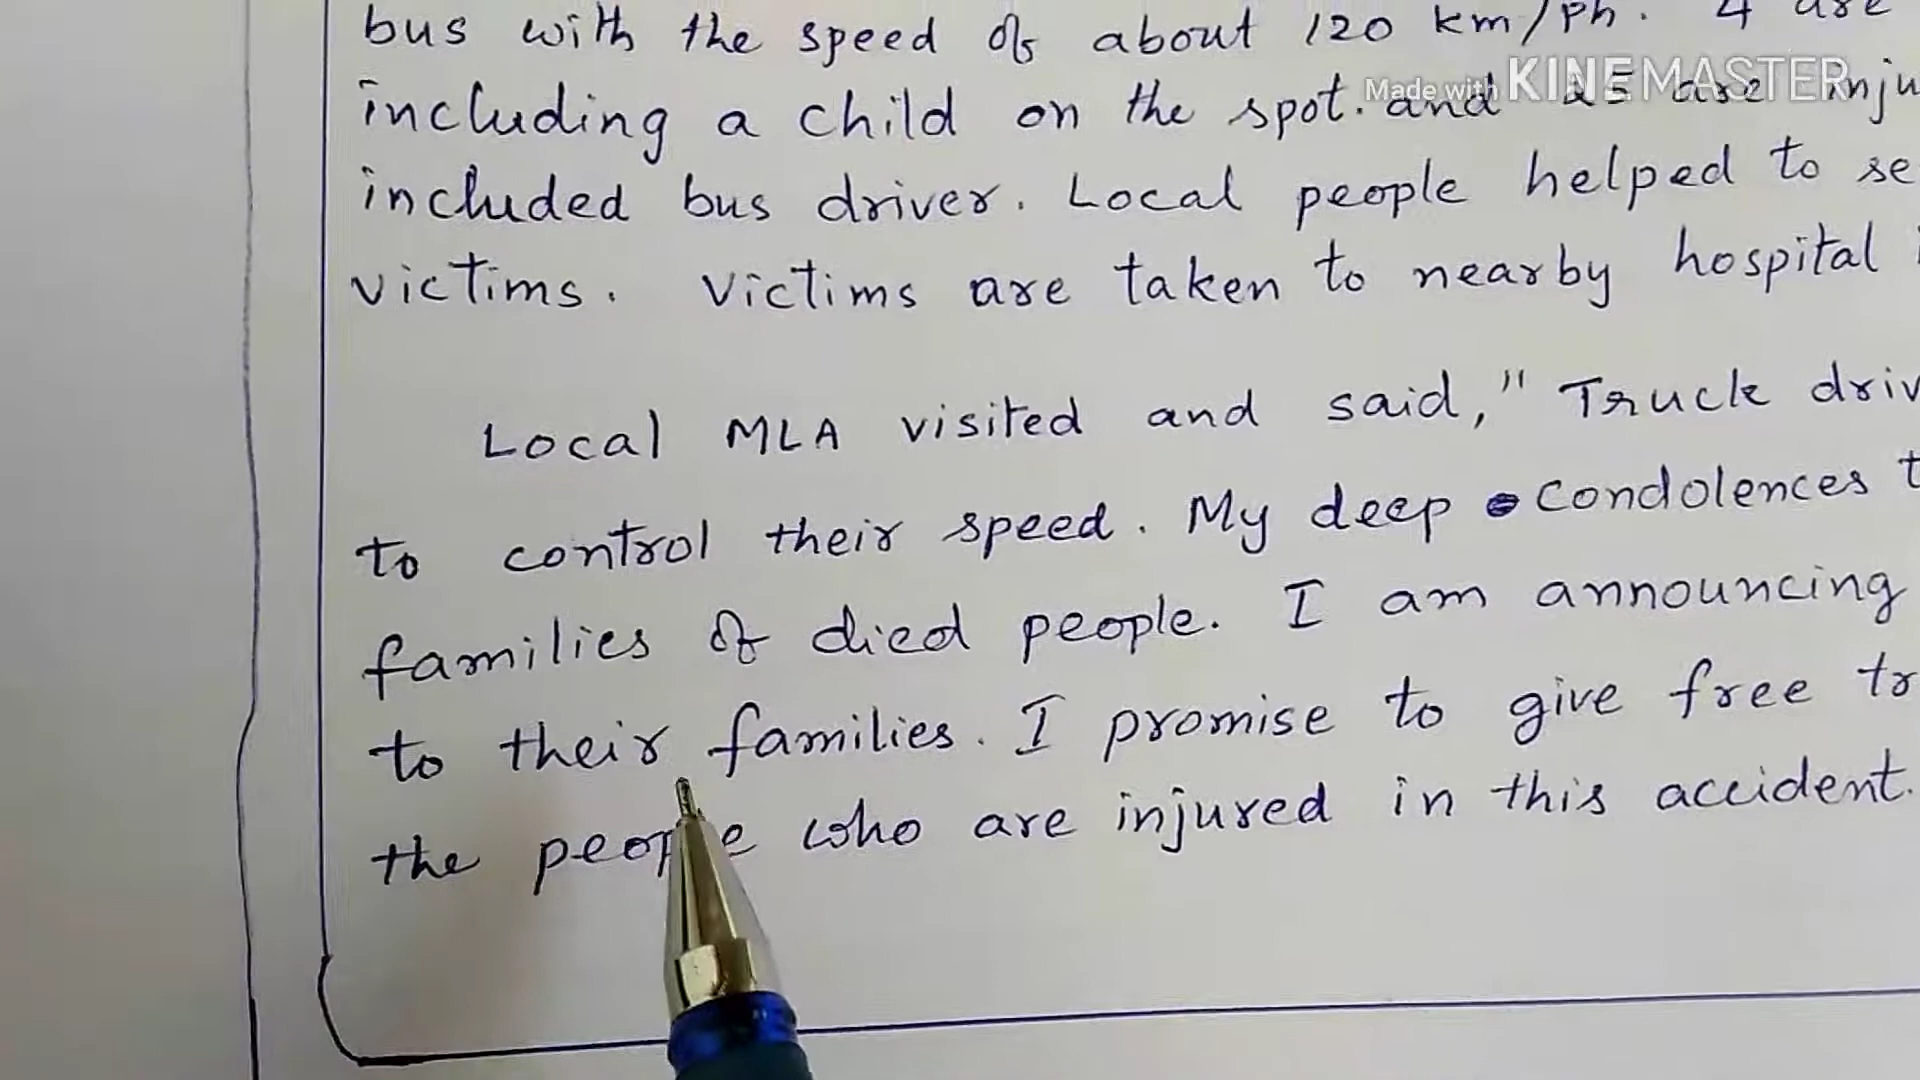 bus with the speed of about 120 km/ph. 4 are
Made with KINEMASTER
including a child on the spot. and 25 are inju
included bus driver. Local people helped to se
victims. Victims are taken to nearby hospital
Local MLA visited and said," Truck driv
to control their speed. My deep condolences t
families of died people. I am announcing
to their families. I promise to give free tr
the people who are injured in this accident.